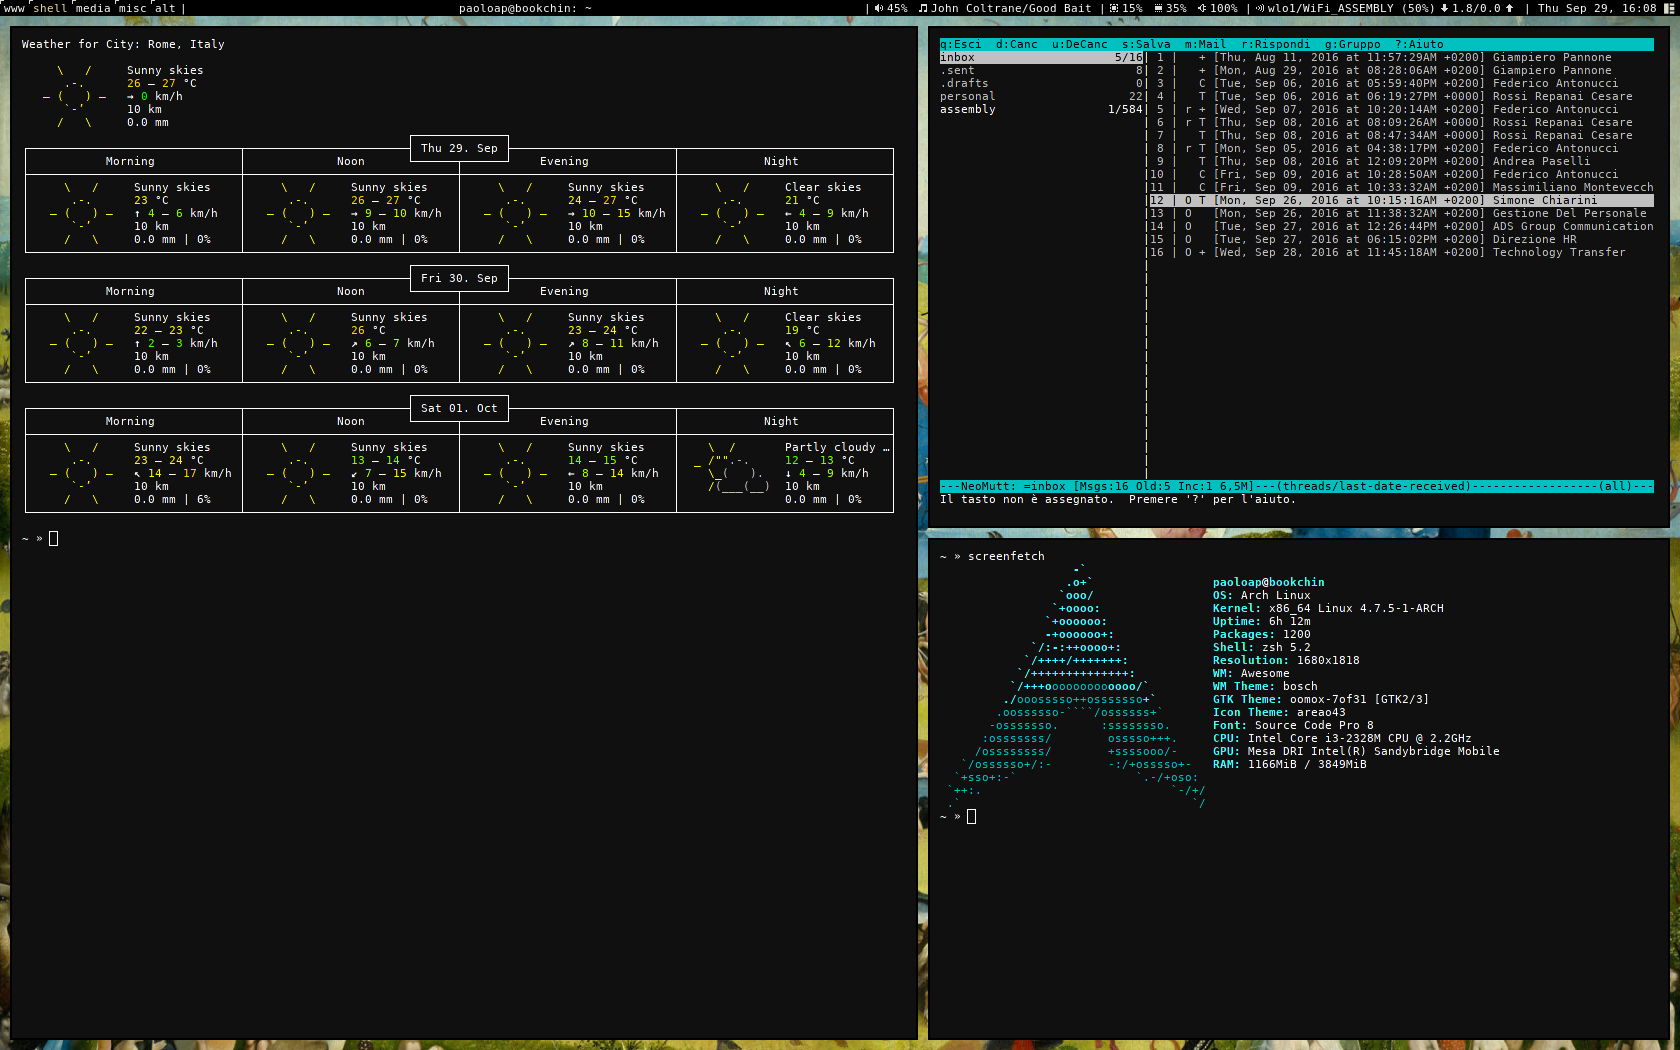 www shell media misc alt |
paoloap@bookchin: ~
| 45% John Coltrane/Good Bait | 15% 35% 100% | wlo1/WiFi_ASSEMBLY (50%) 1.8/0.0 | Thu Sep 29, 16:08
Weather for City: Rome, Italy
Sunny skies
26 – 27 °C
→ 0 km/h
10 km
0.0 mm
Thu 29. Sep
Morning Noon Evening Night
Sunny skies Sunny skies Sunny skies Clear skies
23 °C 26 – 27 °C 24 – 27 °C 21 °C
↑ 4 – 6 km/h → 9 – 10 km/h → 10 – 15 km/h ← 4 – 9 km/h
10 km 10 km 10 km 10 km
0.0 mm | 0% 0.0 mm | 0% 0.0 mm | 0% 0.0 mm | 0%
Fri 30. Sep
Morning Noon Evening Night
Sunny skies Sunny skies Sunny skies Clear skies
22 – 23 °C 26 °C 23 – 24 °C 19 °C
↑ 2 – 3 km/h ↗ 6 – 7 km/h ↗ 8 – 11 km/h ↖ 6 – 12 km/h
10 km 10 km 10 km 10 km
0.0 mm | 0% 0.0 mm | 0% 0.0 mm | 0% 0.0 mm | 0%
Sat 01. Oct
Morning Noon Evening Night
Sunny skies Sunny skies Sunny skies Partly cloudy …
23 – 24 °C 13 – 14 °C 14 – 15 °C 12 – 13 °C
↖ 14 – 17 km/h ↙ 7 – 15 km/h ← 8 – 14 km/h ↓ 4 – 9 km/h
10 km 10 km 10 km 10 km
0.0 mm | 6% 0.0 mm | 0% 0.0 mm | 0% 0.0 mm | 0%
~ »
q:Esci d:Canc u:DeCanc s:Salva m:Mail r:Rispondi g:Gruppo ?:Aiuto
inbox 5/16
.sent 8
.drafts 0
personal 22
assembly 1/584
1 | + [Thu, Aug 11, 2016 at 11:57:29AM +0200] Giampiero Pannone
2 | + [Mon, Aug 29, 2016 at 08:28:06AM +0200] Giampiero Pannone
3 | C [Tue, Sep 06, 2016 at 05:59:40PM +0200] Federico Antonucci
4 | T [Tue, Sep 06, 2016 at 06:19:27PM +0000] Rossi Repanai Cesare
5 | r + [Wed, Sep 07, 2016 at 10:20:14AM +0200] Federico Antonucci
6 | r T [Thu, Sep 08, 2016 at 08:09:26AM +0000] Rossi Repanai Cesare
7 | T [Thu, Sep 08, 2016 at 08:47:34AM +0000] Rossi Repanai Cesare
8 | r T [Mon, Sep 05, 2016 at 04:38:17PM +0200] Federico Antonucci
9 | T [Thu, Sep 08, 2016 at 12:09:20PM +0200] Andrea Paselli
10 | C [Fri, Sep 09, 2016 at 10:28:50AM +0200] Federico Antonucci
11 | C [Fri, Sep 09, 2016 at 10:33:32AM +0200] Massimiliano Montevecch
12 | O T [Mon, Sep 26, 2016 at 10:15:16AM +0200] Simone Chiarini
13 | O [Mon, Sep 26, 2016 at 11:38:32AM +0200] Gestione Del Personale
14 | O [Tue, Sep 27, 2016 at 12:26:44PM +0200] ADS Group Communication
15 | O [Tue, Sep 27, 2016 at 06:15:02PM +0200] Direzione HR
16 | O + [Wed, Sep 28, 2016 at 11:45:18AM +0200] Technology Transfer
---NeoMutt: =inbox [Msgs:16 Old:5 Inc:1 6,5M]---(threads/last-date-received)------------------(all)---
Il tasto non è assegnato. Premere '?' per l'aiuto.
~ » screenfetch
paoloap@bookchin
OS: Arch Linux
Kernel: x86_64 Linux 4.7.5-1-ARCH
Uptime: 6h 12m
Packages: 1200
Shell: zsh 5.2
Resolution: 1680x1818
WM: Awesome
WM Theme: bosch
GTK Theme: oomox-7of31 [GTK2/3]
Icon Theme: areao43
Font: Source Code Pro 8
CPU: Intel Core i3-2328M CPU @ 2.2GHz
GPU: Mesa DRI Intel(R) Sandybridge Mobile
RAM: 1166MiB / 3849MiB
~ »